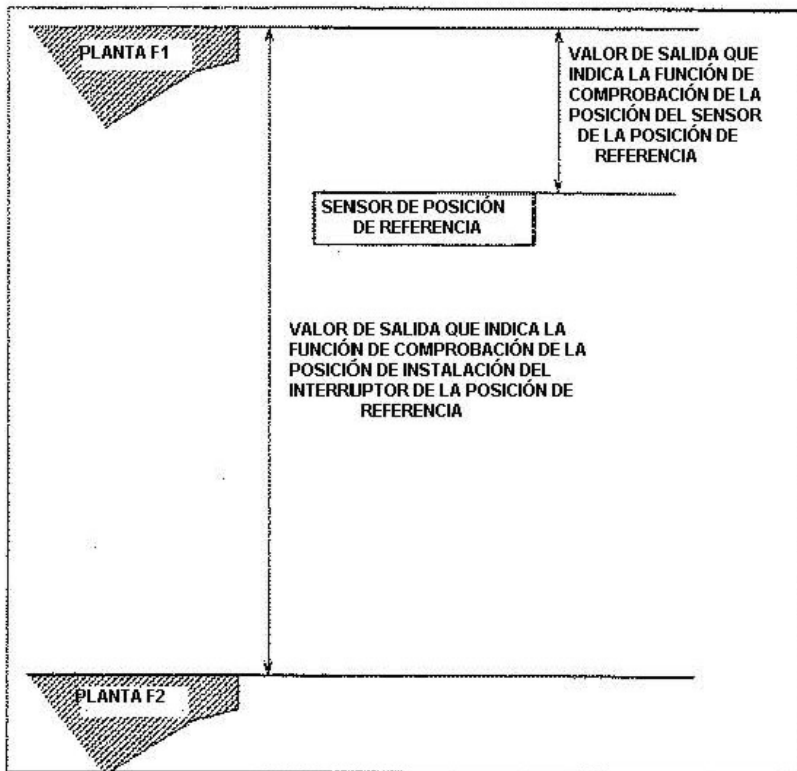 PLANTA F1
VALOR DE SALIDA QUE
INDICA LA FUNCIÓN DE
COMPROBACIÓN DE LA
POSICIÓN DEL SENSOR
DE LA POSICIÓN DE
REFERENCIA
SENSOR DE POSICIÓN
DE REFERENCIA
VALOR DE SALIDA QUE INDICA LA
FUNCIÓN DE COMPROBACIÓN DE LA
POSICIÓN DE INSTALACIÓN DEL
INTERRUPTOR DE LA POSICIÓN DE
REFERENCIA
PLANTA F2